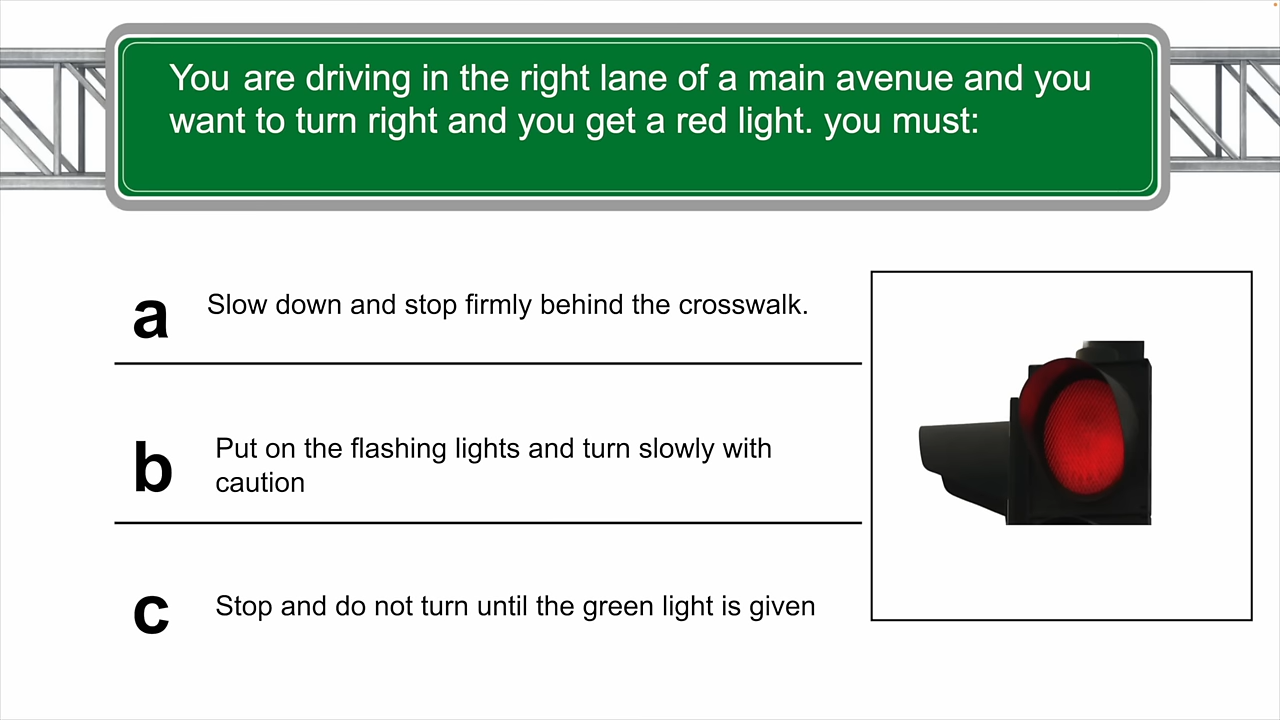 You are driving in the right lane of a main avenue and you
want to turn right and you get a red light. you must:
a
Slow down and stop firmly behind the crosswalk.
b
Put on the flashing lights and turn slowly with
caution
c
Stop and do not turn until the green light is given